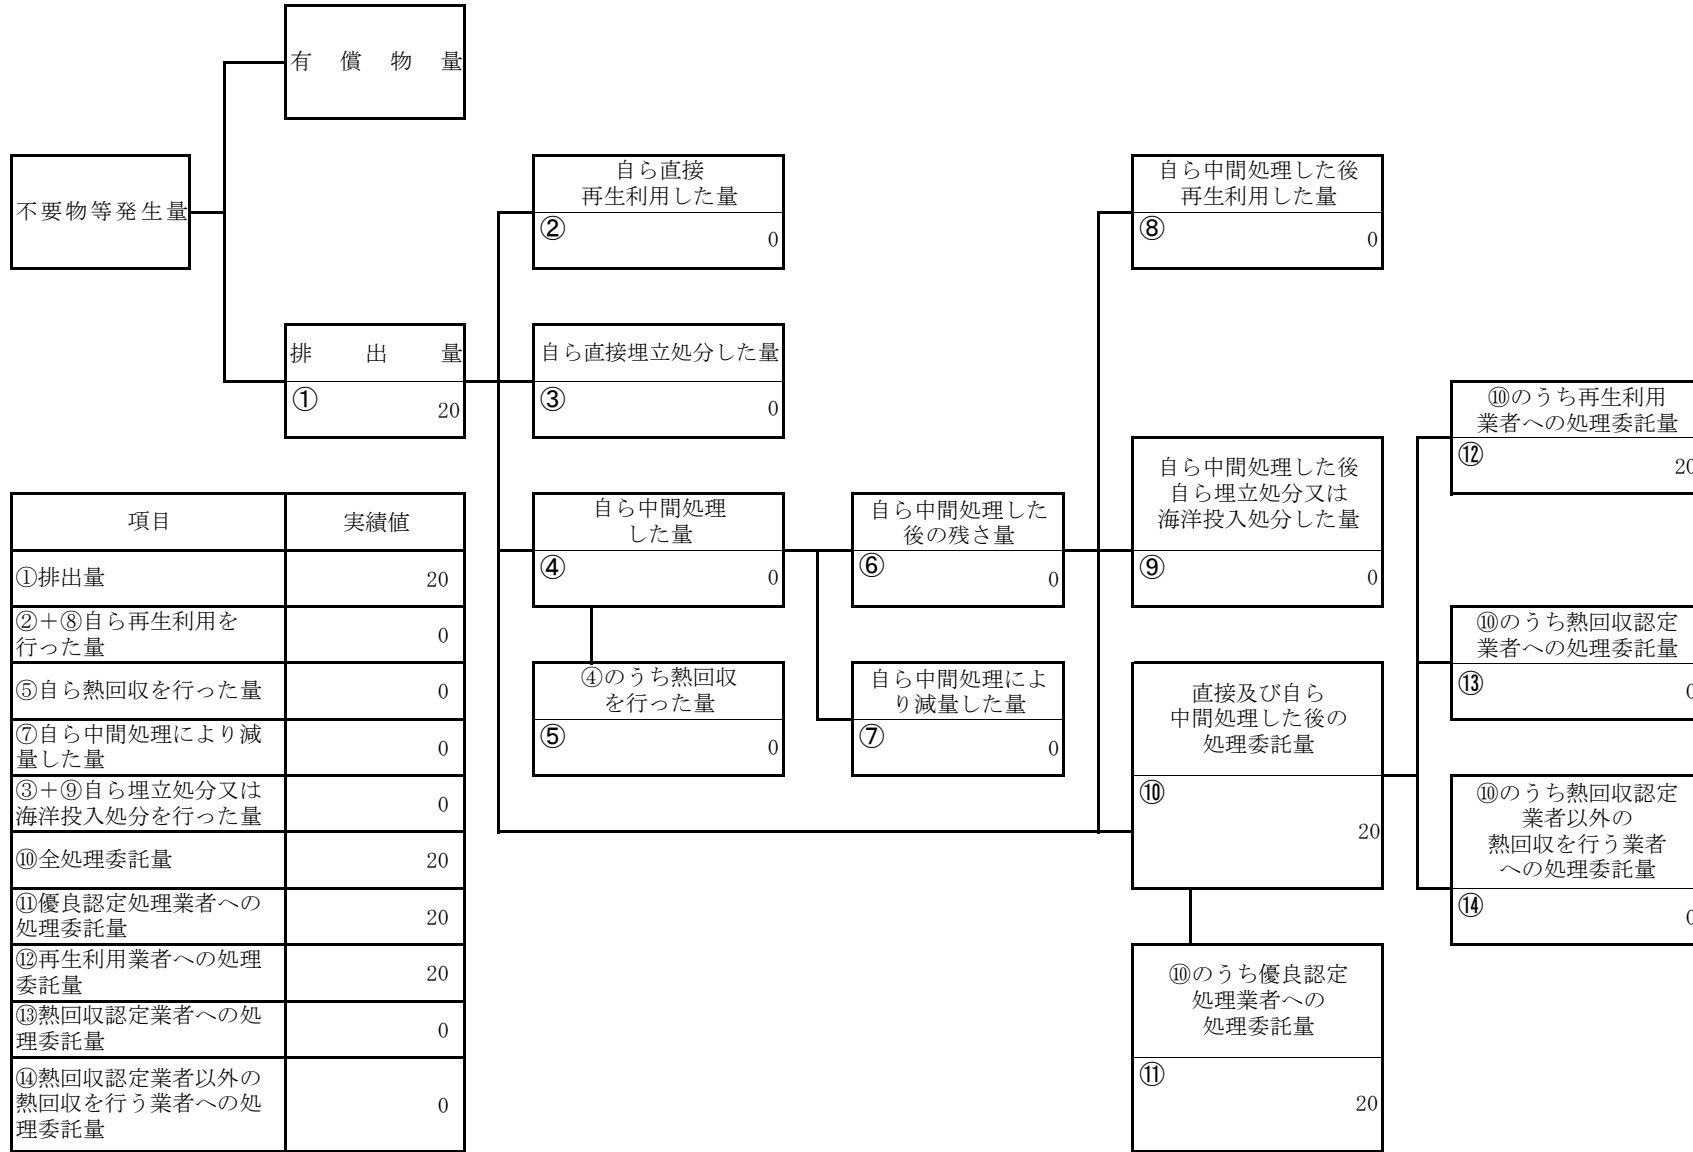 有償物量
不要物等発生量
自ら直接
再生利用した量
②
0
自ら中間処理した後
再生利用した量
⑧
0
排出量
①
20
自ら直接埋立処分した量
③
0
⑩のうち再生利用
業者への処理委託量
⑫
20
自ら中間処理
した量
④
0
自ら中間処理した
後の残さ量
⑥
0
自ら中間処理した後
自ら埋立処分又は
海洋投入処分した量
⑨
0
⑩のうち熱回収認定
業者への処理委託量
⑬
0
④のうち熱回収
を行った量
⑤
0
自ら中間処理によ
り減量した量
⑦
0
直接及び自ら
中間処理した後の
処理委託量
⑩
20
⑩のうち熱回収認定
業者以外の
熱回収を行う業者
への処理委託量
⑭
0
⑩のうち優良認定
処理業者への
処理委託量
⑪
20
項目 実績値
①排出量 20
②+⑧自ら再生利用を
行った量 0
⑤自ら熱回収を行った量 0
⑦自ら中間処理により減
量した量 0
③+⑨自ら埋立処分又は
海洋投入処分を行った量 0
⑩全処理委託量 20
⑪優良認定処理業者への
処理委託量 20
⑫再生利用業者への処理
委託量 20
⑬熱回収認定業者への処
理委託量 0
⑭熱回収認定業者以外の
熱回収を行う業者への処
理委託量 0